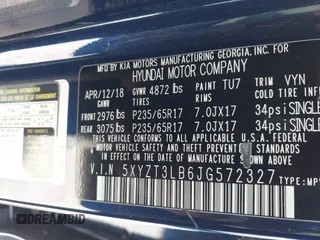 MFD. BY KIA MOTORS MANUFACTURING GEORGIA, INC. FOR
HYUNDAI MOTOR COMPANY
APR/12/18 GVWR 4872 lb PAINT TU7 TRIM VYN
GAWR TIRES RIMS
FRONT 2976 lbs P235/65R17 7.0JX17 34psi SINGLE
REAR 3075 lbs P235/65R17 7.0JX17 34psi SINGLE
THIS VEHICLE CONFORMS TO ALL APPLICABLE FEDERAL
MOTOR VEHICLE SAFETY AND THEFT PREVENTION STANDARDS
IN EFFECT ON THE DATE OF MANUFACTURE SHOWN ABOVE.
V.I.N 5XYZT3LB6JG572327 TYPE:MP
DREAMBID